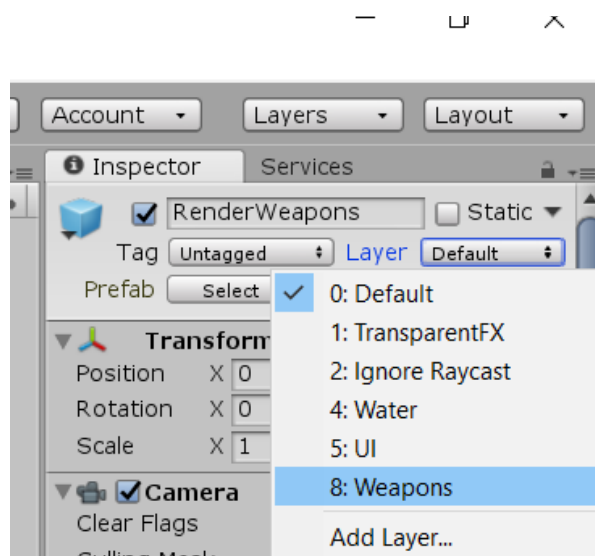 Account Layers Layout
Inspector Services
RenderWeapons Static
Tag Untagged Layer Default
Prefab Select
0: Default
1: TransparentFX
2: Ignore Raycast
4: Water
5: UI
8: Weapons
Add Layer...
Transform
Position X 0
Rotation X 0
Scale X 1
Camera
Clear Flags
Culling Mask